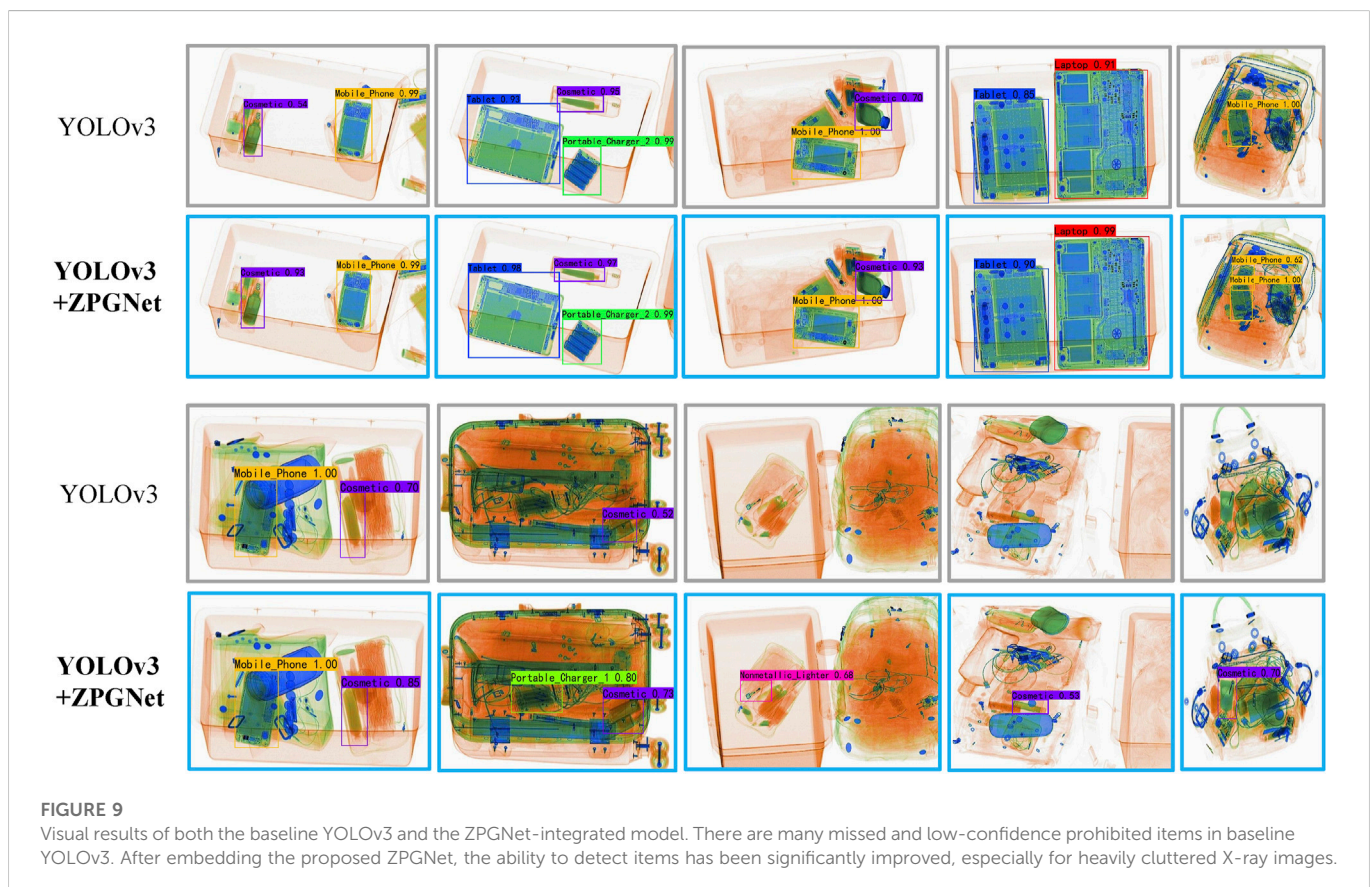 YOLOv3
Cosmetic 0.54
Mobile_Phone 0.99
Tablet 0.93
Cosmetic 0.95
Portable_Charger_2 0.99
Cosmetic 0.70
Mobile_Phone 1.00
Tablet 0.85
Laptop 0.91
Mobile_Phone 1.00
YOLOv3
+ZPGNet
Cosmetic 0.93
Mobile_Phone 0.99
Tablet 0.98
Cosmetic 0.97
Portable_Charger_2 0.99
Cosmetic 0.93
Mobile_Phone 1.00
Tablet 0.90
Laptop 0.99
Mobile_Phone 0.62
Mobile_Phone 1.00
YOLOv3
Mobile_Phone 1.00
Cosmetic 0.70
Cosmetic 0.52
YOLOv3
+ZPGNet
Mobile_Phone 1.00
Cosmetic 0.85
Portable_Charger_1 0.80
Cosmetic 0.73
Nonmetallic_Lighter 0.68
Cosmetic
Cosmetic 0.70
FIGURE 9
Visual results of both the baseline YOLOv3 and the ZPGNet-integrated model. There are many missed and low-confidence prohibited items in baseline
YOLOv3. After embedding the proposed ZPGNet, the ability to detect items has been significantly improved, especially for heavily cluttered X-ray images.